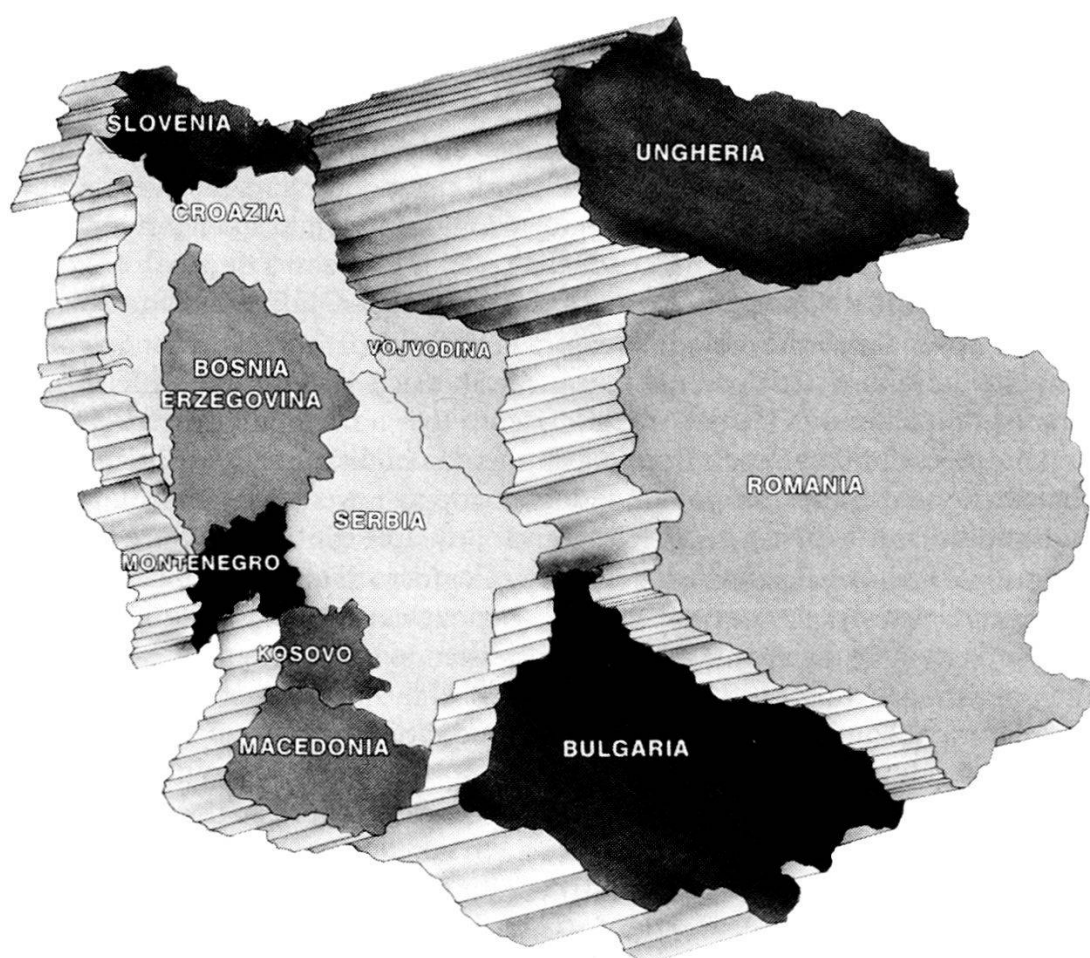 SLOVENIA
UNGHERIA
CROAZIA
VOJVODINA
BOSNIA
ERZEGOVINA
ROMANIA
SERBIA
MONTENEGRO
KOSOVO
MACEDONIA
BULGARIA